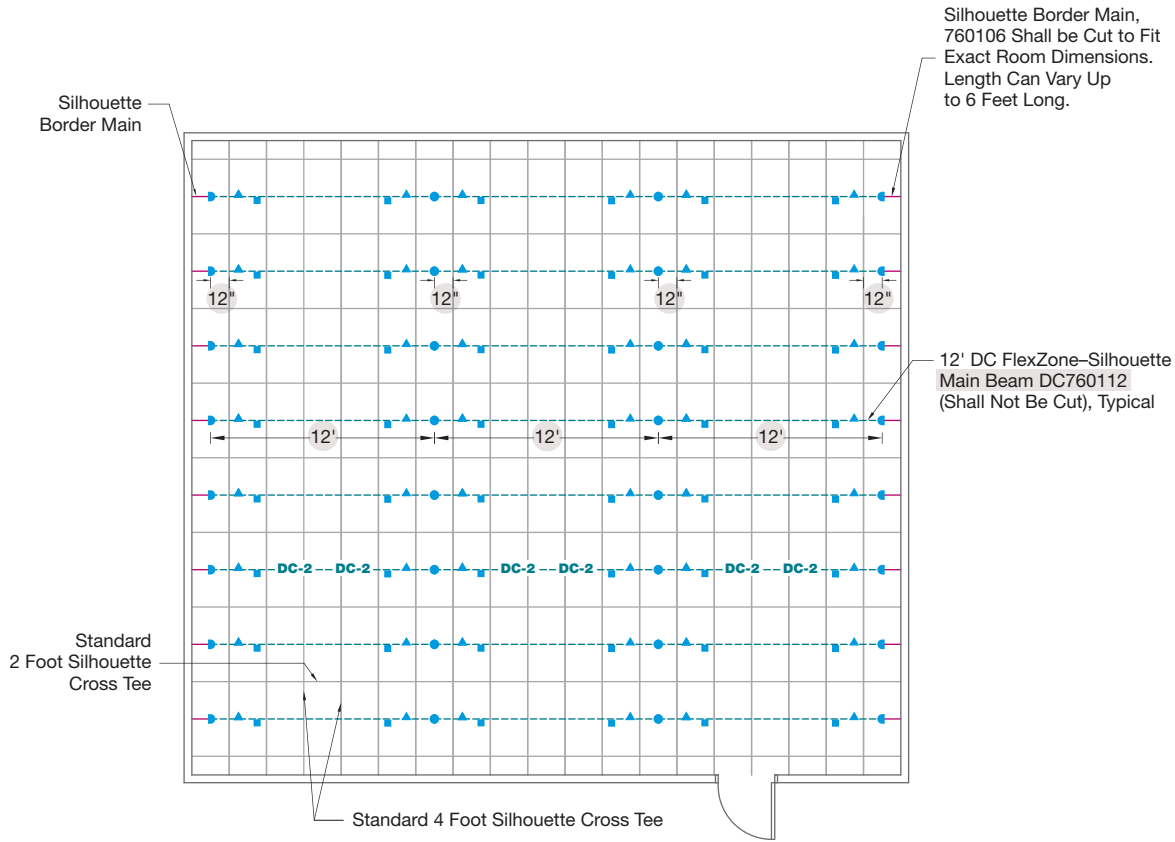 Silhouette Border Main,
760106 Shall be Cut to Fit
Exact Room Dimensions.
Length Can Vary Up
to 6 Feet Long.
Silhouette
Border Main
12" 12" 12" 12"
12' DC FlexZone–Silhouette
Main Beam DC760112
(Shall Not Be Cut), Typical
12' 12' 12'
DC-2 DC-2 DC-2 DC-2 DC-2 DC-2
Standard
2 Foot Silhouette
Cross Tee
Standard 4 Foot Silhouette Cross Tee